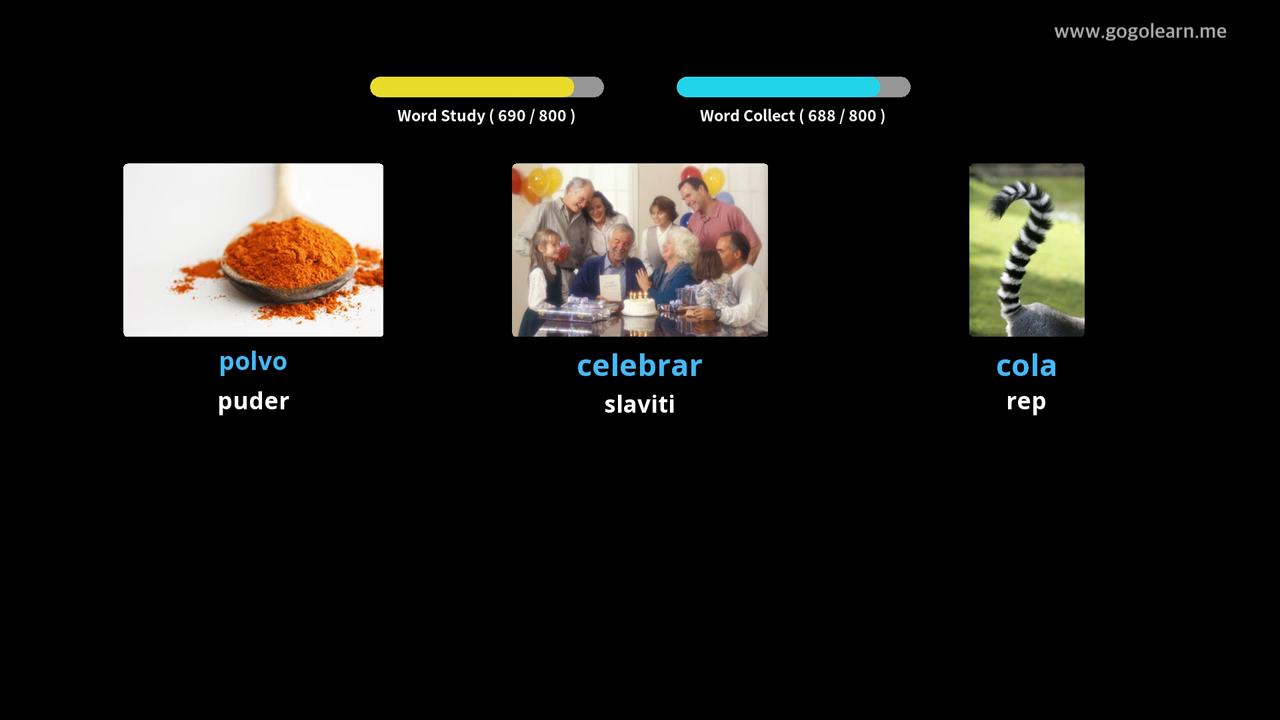 www.gogolearn.me
Word Study ( 690 / 800 )
Word Collect ( 688 / 800 )
polvo
puder
celebrar
slaviti
cola
rep